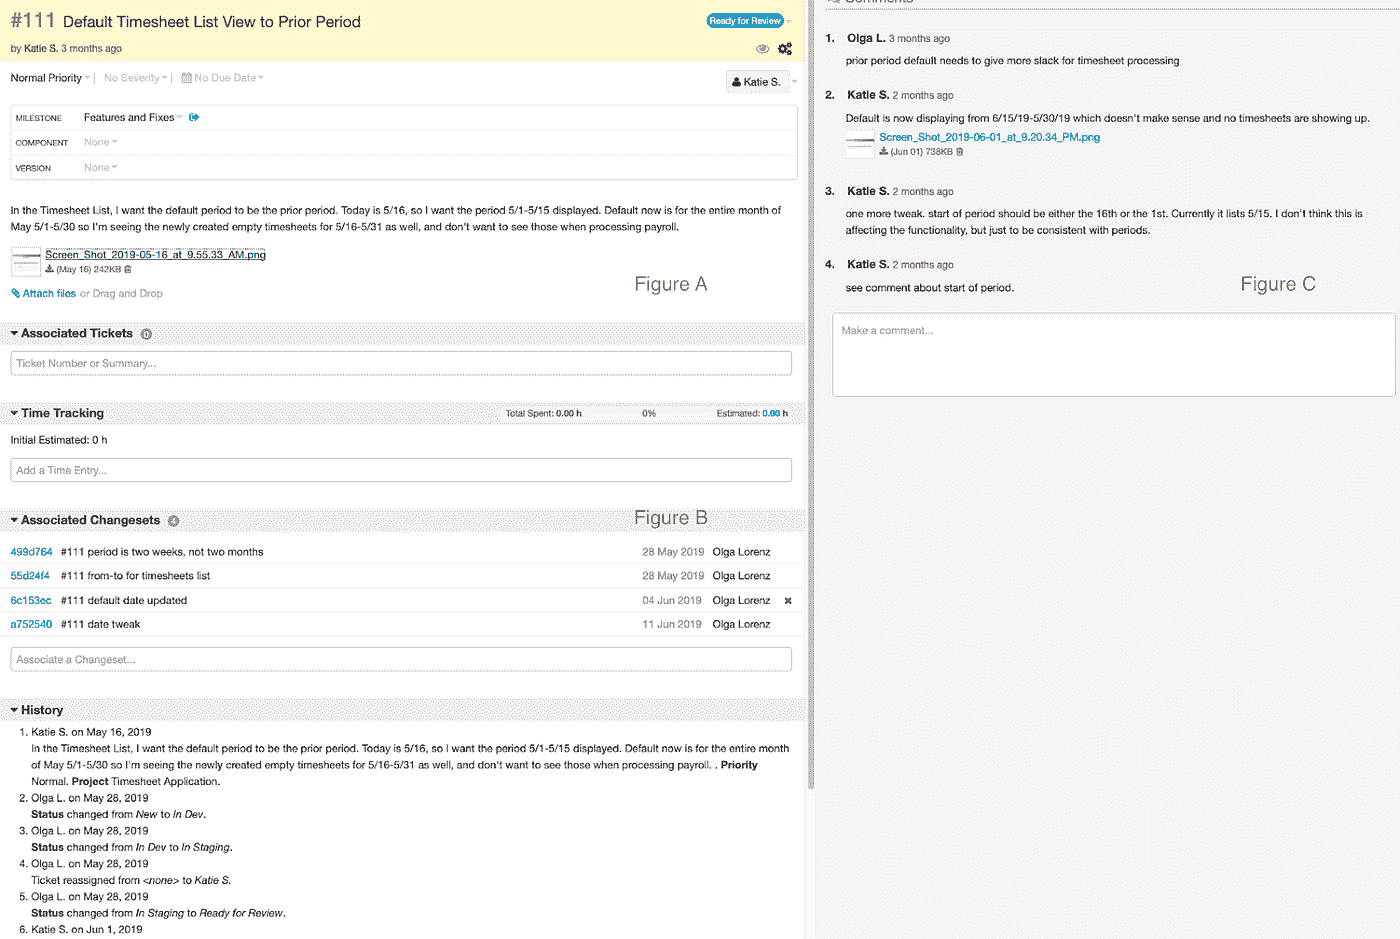 #111 Default Timesheet List View to Prior Period
Ready for Review
by Katie S. 3 months ago
Normal Priority | No Severity | No Due Date
Katie S.
MILESTONE Features and Fixes
COMPONENT None
VERSION None
In the Timesheet List, I want the default period to be the prior period. Today is 5/16, so I want the period 5/1-5/15 displayed. Default now is for the entire month of
May 5/1-5/30 so I'm seeing the newly created empty timesheets for 5/16-5/31 as well, and don't want to see those when processing payroll.
Screen_Shot_2019-05-16_at_9.55.33_AM.png
(May 16) 242KB
Figure A
Attach files or Drag and Drop
Associated Tickets 0
Ticket Number or Summary...
Time Tracking Total Spent: 0.00 h 0% Estimated: 0.00 h
Initial Estimated: 0 h
Add a Time Entry...
Associated Changesets 4
Figure B
499d764 #111 period is two weeks, not two months 28 May 2019 Olga Lorenz
55d24f4 #111 from-to for timesheets list 28 May 2019 Olga Lorenz
6c153ec #111 default date updated 04 Jun 2019 Olga Lorenz
a752540 #111 date tweak 11 Jun 2019 Olga Lorenz
Associate a Changeset...
History
1. Katie S. on May 16, 2019
In the Timesheet List, I want the default period to be the prior period. Today is 5/16, so I want the period 5/1-5/15 displayed. Default now is for the entire month
of May 5/1-5/30 so I'm seeing the newly created empty timesheets for 5/16-5/31 as well, and don't want to see those when processing payroll. . Priority
Normal. Project Timesheet Application.
2. Olga L. on May 28, 2019
Status changed from New to In Dev.
3. Olga L. on May 28, 2019
Status changed from In Dev to In Staging.
4. Olga L. on May 28, 2019
Ticket reassigned from <none> to Katie S.
5. Olga L. on May 28, 2019
Status changed from In Staging to Ready for Review.
6. Katie S. on Jun 1, 2019
Comments
1. Olga L. 3 months ago
prior period default needs to give more slack for timesheet processing
2. Katie S. 2 months ago
Default is now displaying from 6/15/19-5/30/19 which doesn't make sense and no timesheets are showing up.
Screen_Shot_2019-06-01_at_9.20.34_PM.png
(Jun 01) 738KB
3. Katie S. 2 months ago
one more tweak. start of period should be either the 16th or the 1st. Currently it lists 5/15. I don't think this is
affecting the functionality, but just to be consistent with periods.
4. Katie S. 2 months ago
see comment about start of period.
Figure C
Make a comment...